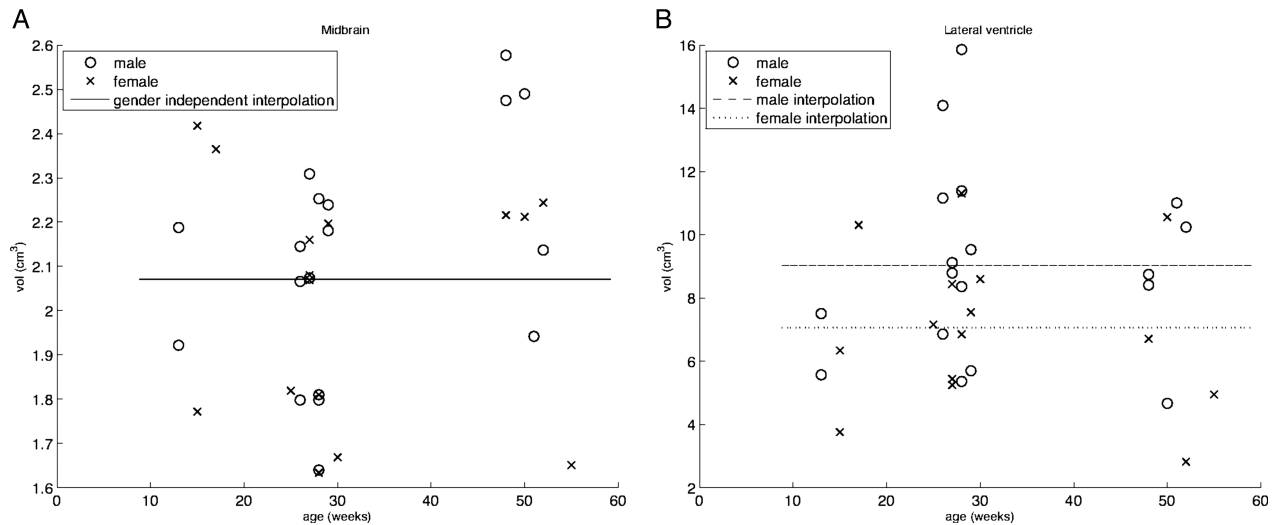 A
Midbrain
male
female
gender independent interpolation
2.6
2.5
2.4
2.3
2.2
2.1
2
1.9
1.8
1.7
1.6
vol (cm³)
0 10 20 30 40 50 60
age (weeks)
B
Lateral ventricle
male
female
male interpolation
female interpolation
16
14
12
10
8
6
4
2
vol (cm³)
0 10 20 30 40 50 60
age (weeks)